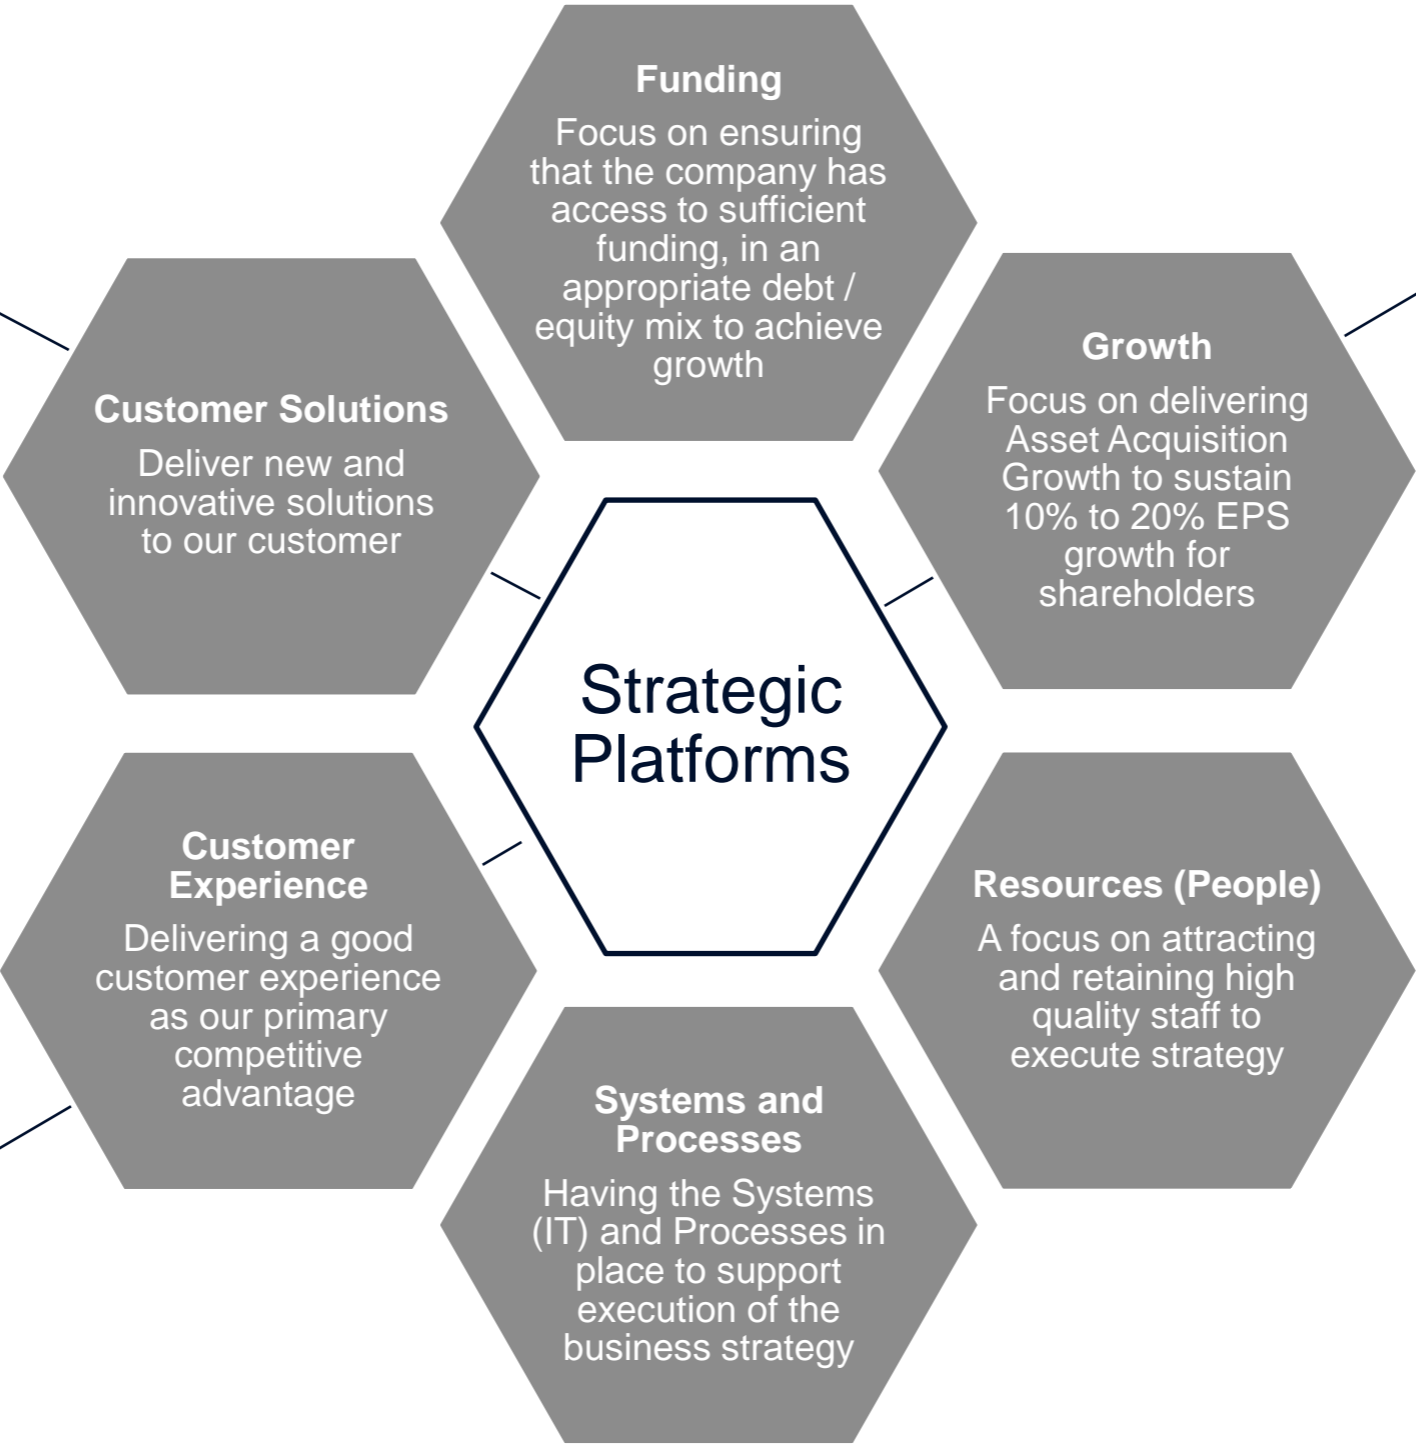 Funding
Focus on ensuring
that the company has
access to sufficient
funding, in an
appropriate debt /
equity mix to achieve
growth
Customer Solutions
Deliver new and
innovative solutions
to our customer
Growth
Focus on delivering
Asset Acquisition
Growth to sustain
10% to 20% EPS
growth for
shareholders
Strategic
Platforms
Customer
Experience
Delivering a good
customer experience
as our primary
competitive
advantage
Resources (People)
A focus on attracting
and retaining high
quality staff to
execute strategy
Systems and
Processes
Having the Systems
(IT) and Processes in
place to support
execution of the
business strategy